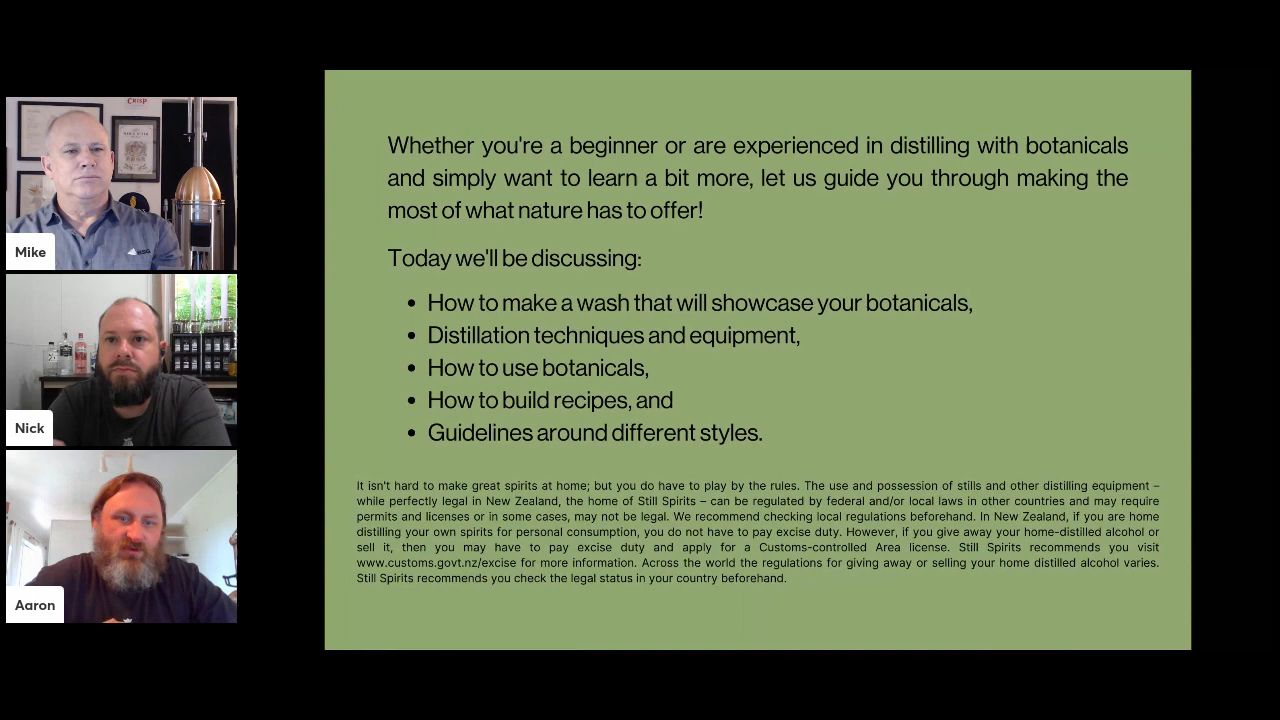 CRISP
Mike
Nick
Aaron
Whether you're a beginner or are experienced in distilling with botanicals
and simply want to learn a bit more, let us guide you through making the
most of what nature has to offer!
Today we'll be discussing:
• How to make a wash that will showcase your botanicals,
• Distillation techniques and equipment,
• How to use botanicals,
• How to build recipes, and
• Guidelines around different styles.
It isn't hard to make great spirits at home; but you do have to play by the rules. The use and possession of stills and other distilling equipment –
while perfectly legal in New Zealand, the home of Still Spirits – can be regulated by federal and/or local laws in other countries and may require
permits and licenses or in some cases, may not be legal. We recommend checking local regulations beforehand. In New Zealand, if you are home
distilling your own spirits for personal consumption, you do not have to pay excise duty. However, if you give away your home-distilled alcohol or
sell it, then you may have to pay excise duty and apply for a Customs-controlled Area license. Still Spirits recommends you visit
www.customs.govt.nz/excise for more information. Across the world the regulations for giving away or selling your home distilled alcohol varies.
Still Spirits recommends you check the legal status in your country beforehand.